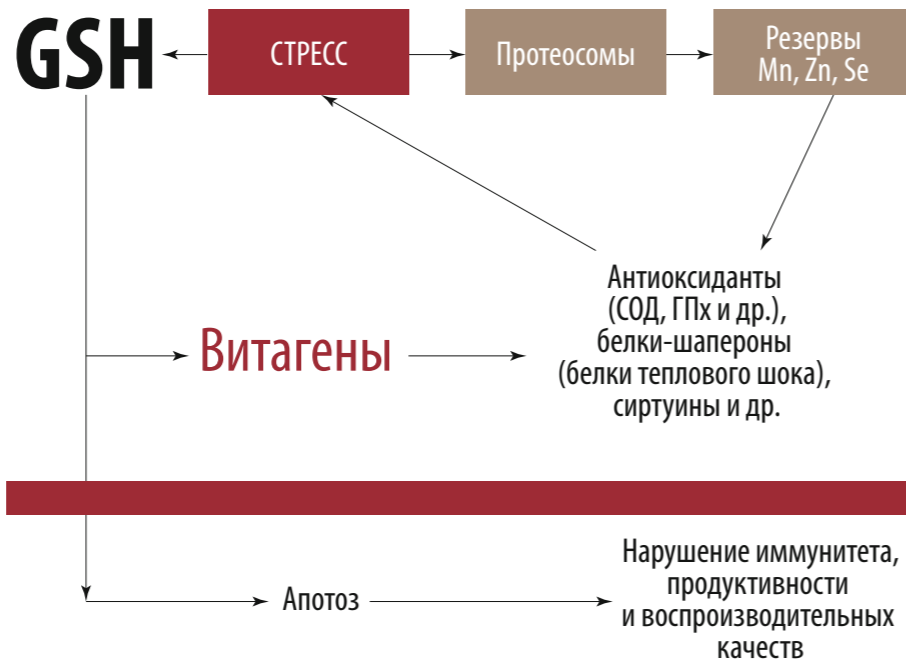 GSH
СТРЕСС
Протеосомы
Резервы
Mn, Zn, Se
Антиоксиданты
(СОД, ГПх и др.),
белки-шапероны
(белки теплового шока),
сиртуины и др.
Витагены
Апотоз
Нарушение иммунитета,
продуктивности
и воспроизводительных
качеств